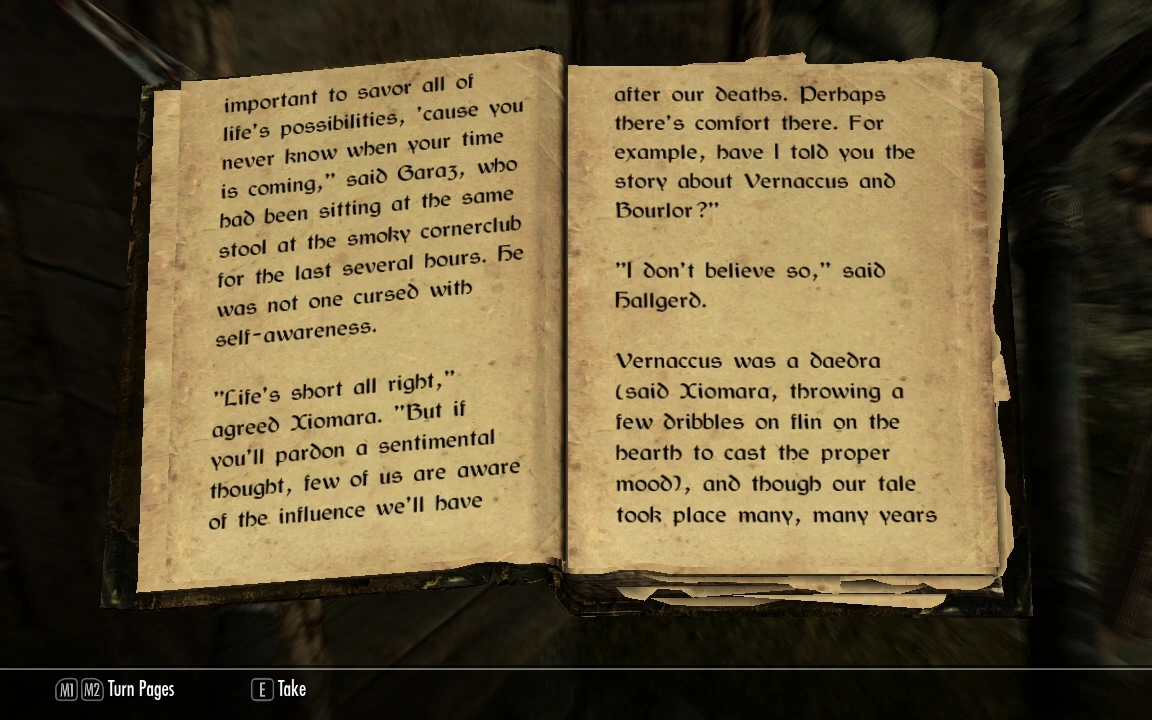 important to savor all of
life's possibilities, 'cause you
never know when your time
is coming," said Garaz, who
had been sitting at the same
stool at the smoky cornerclub
for the last several hours. He
was not one cursed with
self-awareness.
"Life's short all right,"
agreed Xiomara. "But if
you'll pardon a sentimental
thought, few of us are aware
of the influence we'll have
after our deaths. Perhaps
there's comfort there. For
example, have I told you the
story about Vernaccus and
Bourlor?"
"I don't believe so," said
Hallgerd.
Vernaccus was a daedra
(said Xiomara, throwing a
few dribbles on flin on the
hearth to cast the proper
mood), and though our tale
took place many, many years
M1 M2 Turn Pages E Take